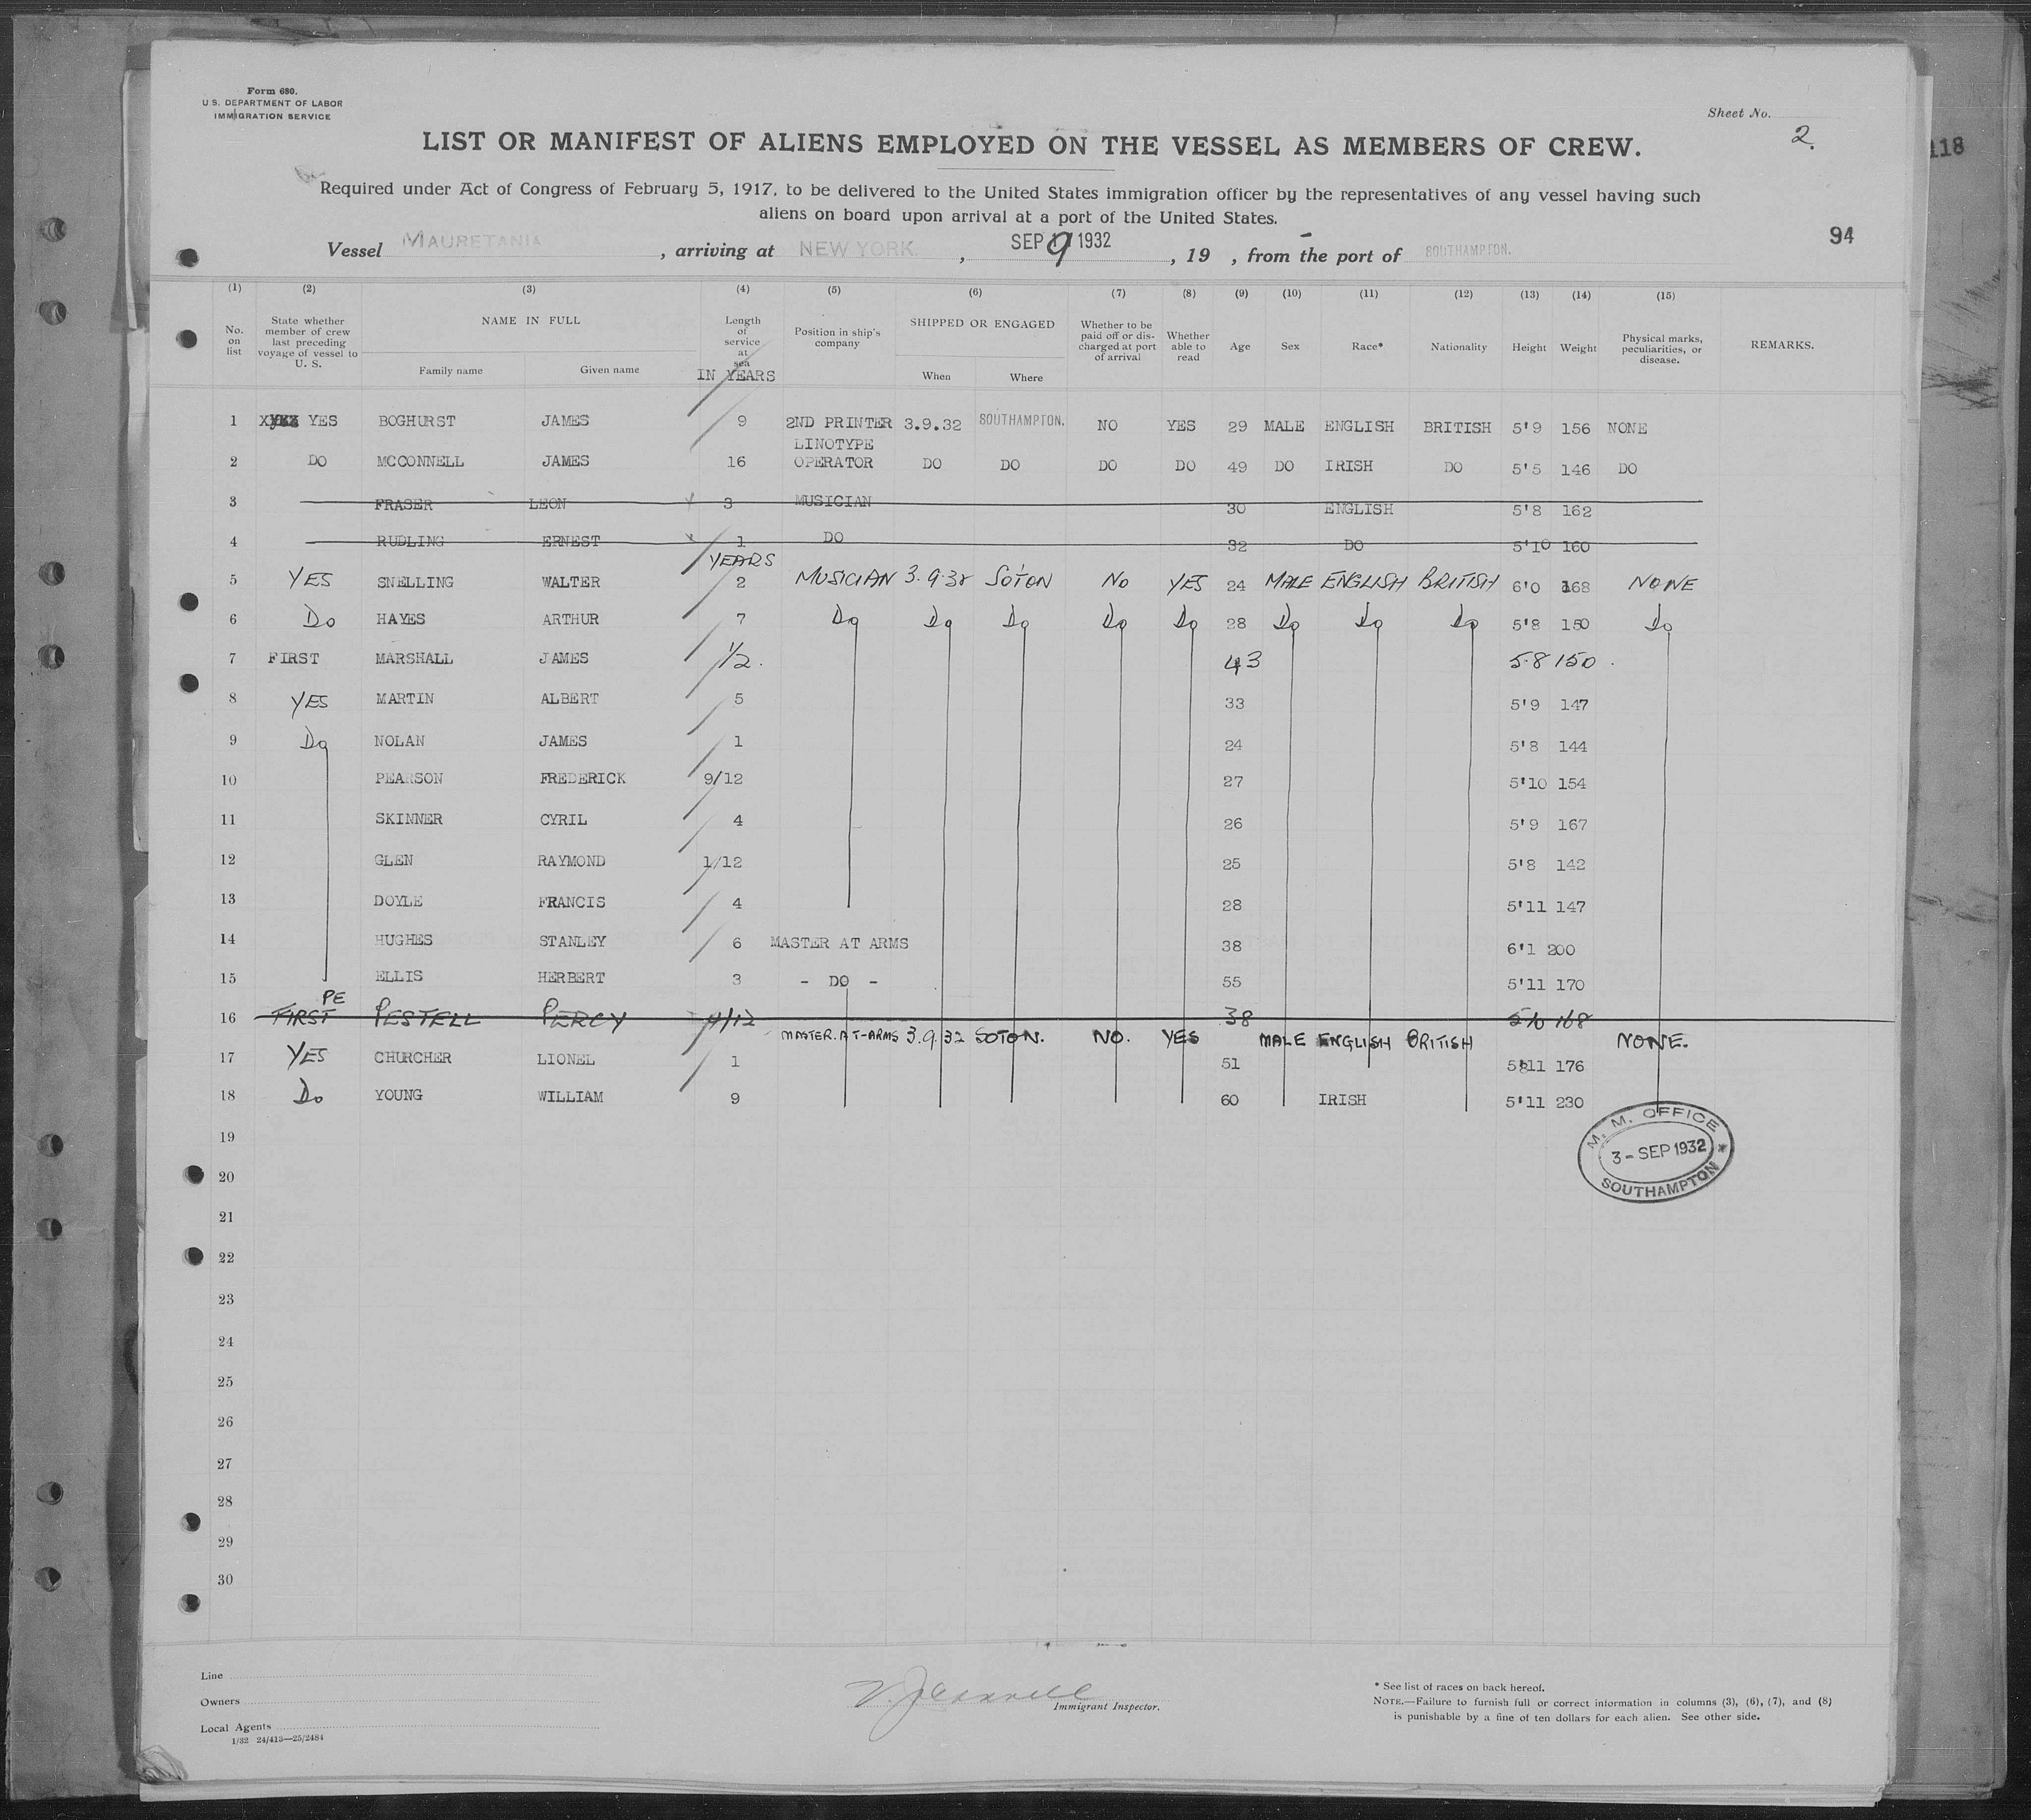 Form 680.
U. S. DEPARTMENT OF LABOR
IMMIGRATION SERVICE
Sheet No. 2.
LIST OR MANIFEST OF ALIENS EMPLOYED ON THE VESSEL AS MEMBERS OF CREW.
118
Required under Act of Congress of February 5, 1917, to be delivered to the United States immigration officer by the representatives of any vessel having such
aliens on board upon arrival at a port of the United States.
94
Vessel MAURETANIA, arriving at NEW YORK., SEP 9 1932, 19 , from the port of SOUTHAMPTON.
(1) (2) (3) (4) (5) (6) (7) (8) (9) (10) (11) (12) (13) (14) (15)
No. on list State whether member of crew last preceding voyage of vessel to U. S. NAME IN FULL Family name Given name Length of service at sea IN YEARS Position in ship's company SHIPPED OR ENGAGED When Where Whether to be paid off or discharged at port of arrival Whether able to read Age Sex Race* Nationality Height Weight Physical marks, peculiarities, or disease. REMARKS.
1 YES BOGHURST JAMES 9 2ND PRINTER 3.9.32 SOUTHAMPTON. NO YES 29 MALE ENGLISH BRITISH 5'9 156 NONE
LINOTYPE
2 DO MCCONNELL JAMES 16 OPERATOR DO DO DO DO 49 DO IRISH DO 5'5 146 DO
3 FRASER LEON 3 MUSICIAN 30 ENGLISH 5'8 162
4 RUDLING ERNEST 1 DO 32 DO 5'10 160
YEARS
5 YES SNELLING WALTER 2 MUSICIAN 3.9.32 SOTON NO YES 24 MALE ENGLISH BRITISH 6'0 168 NONE
6 Do HAYES ARTHUR 7 Do Do Do Do Do 28 Do Do Do 5'8 150 Do
7 FIRST MARSHALL JAMES 1/2. 43 5.8 150.
8 YES MARTIN ALBERT 5 33 5'9 147
9 Do NOLAN JAMES 1 24 5'8 144
10 PEARSON FREDERICK 9/12 27 5'10 154
11 SKINNER CYRIL 4 26 5'9 167
12 GLEN RAYMOND 1/12 25 5'8 142
13 DOYLE FRANCIS 4 28 5'11 147
14 HUGHES STANLEY 6 MASTER AT ARMS 38 6'1 200
15 ELLIS HERBERT 3 - DO - 55 5'11 170
PE
16 FIRST PESTELL PERCY 38 168
MASTER.AT-ARMS 3.9.32 SOTON. NO. YES MALE ENGLISH BRITISH NONE.
17 YES CHURCHER LIONEL 1 51 5'11 176
18 Do YOUNG WILLIAM 9 60 IRISH 5'11 230
M. M. OFFICE
3 - SEP 1932
SOUTHAMPTON
19
20
21
22
23
24
25
26
27
28
29
30
Line
Owners
Local Agents
1/32 24/413—25/2484
Immigrant Inspector.
* See list of races on back hereof.
NOTE.—Failure to furnish full or correct information in columns (3), (6), (7), and (8)
is punishable by a fine of ten dollars for each alien. See other side.